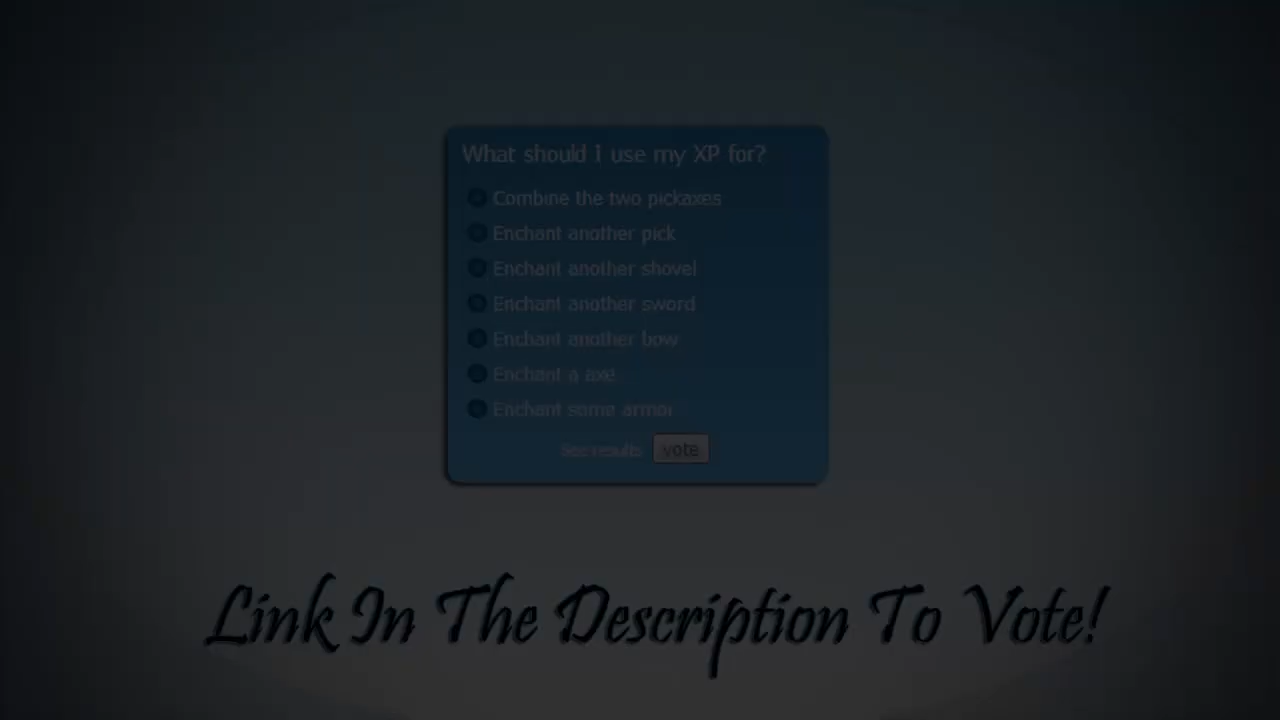 What should I use my XP for?
Combine the two pickaxes
Enchant another pick
Enchant another shovel
Enchant another sword
Enchant another bow
Enchant a axe
Enchant some armor
See results vote
Link In The Description To Vote!